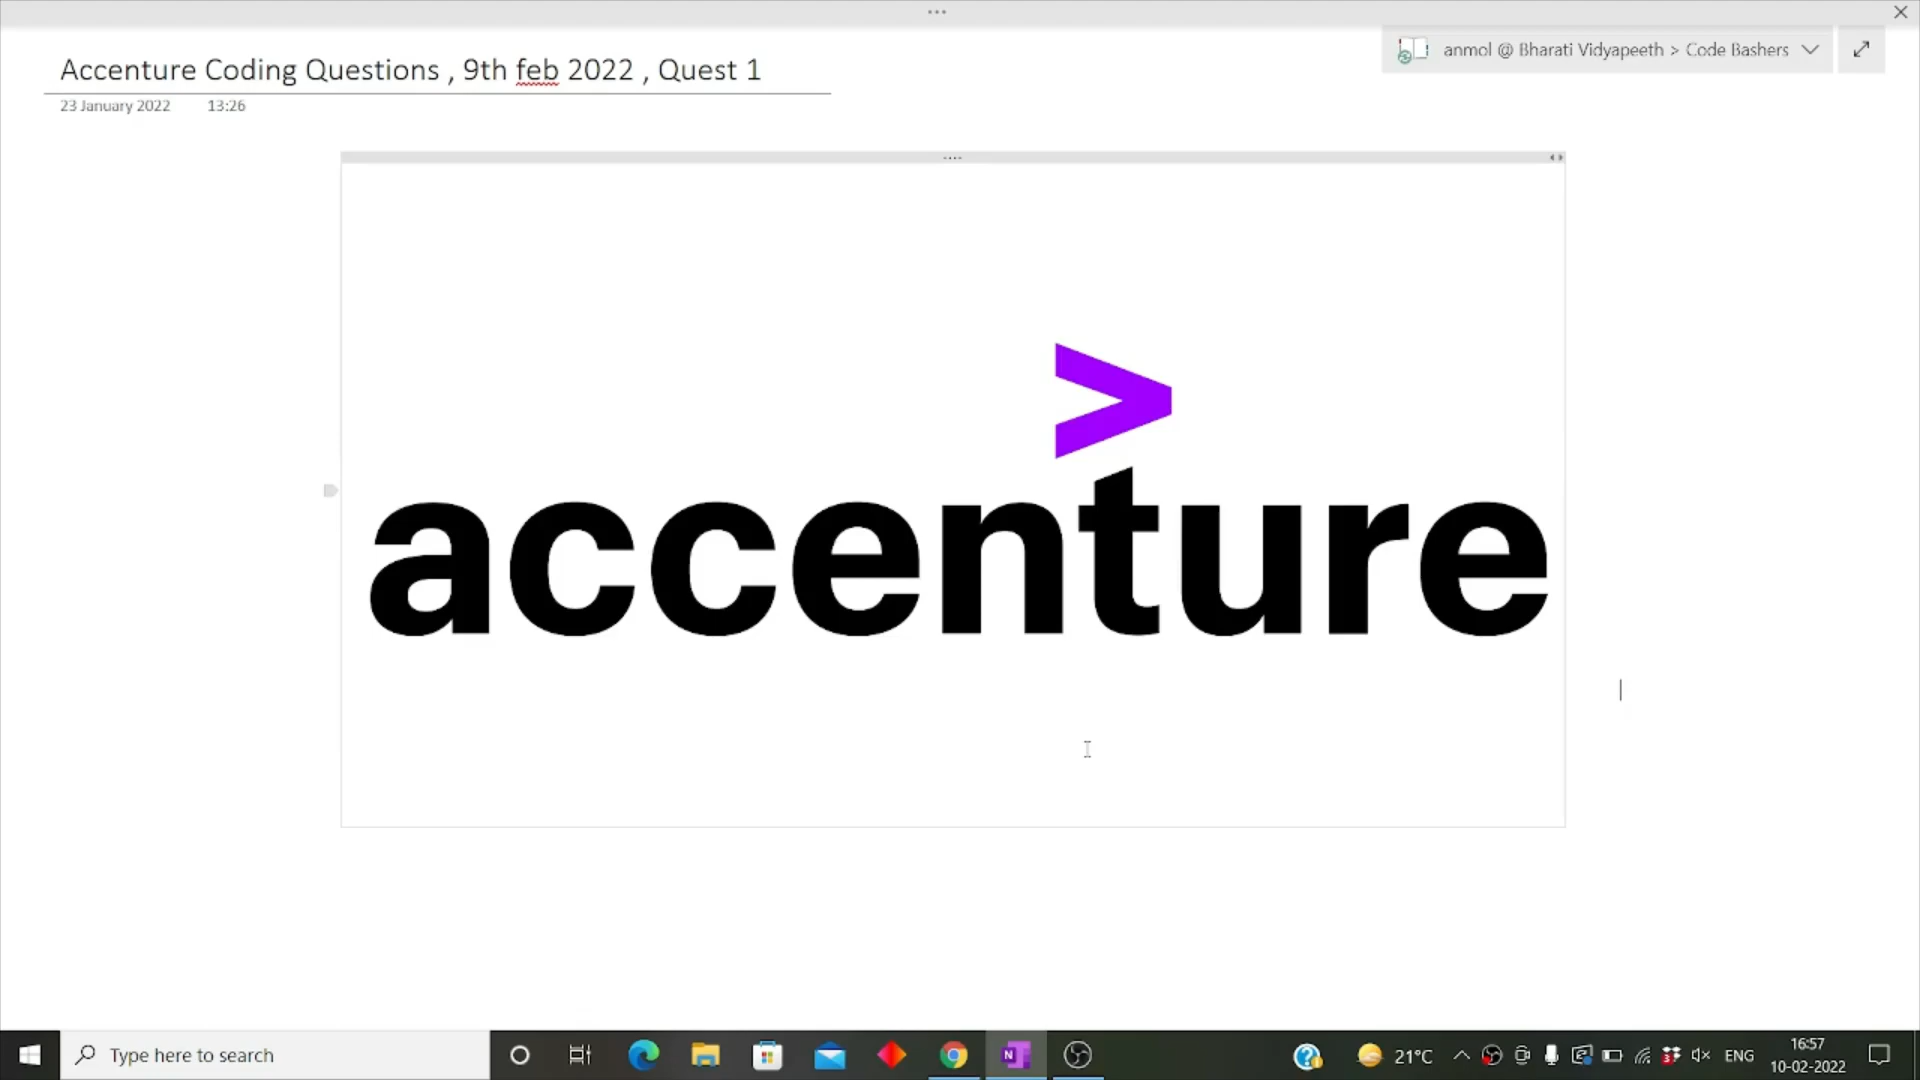 anmol @ Bharati Vidyapeeth > Code Bashers
Accenture Coding Questions , 9th feb 2022 , Quest 1
23 January 2022 13:26
>
accenture
Type here to search
21°C
ENG
16:57
10-02-2022